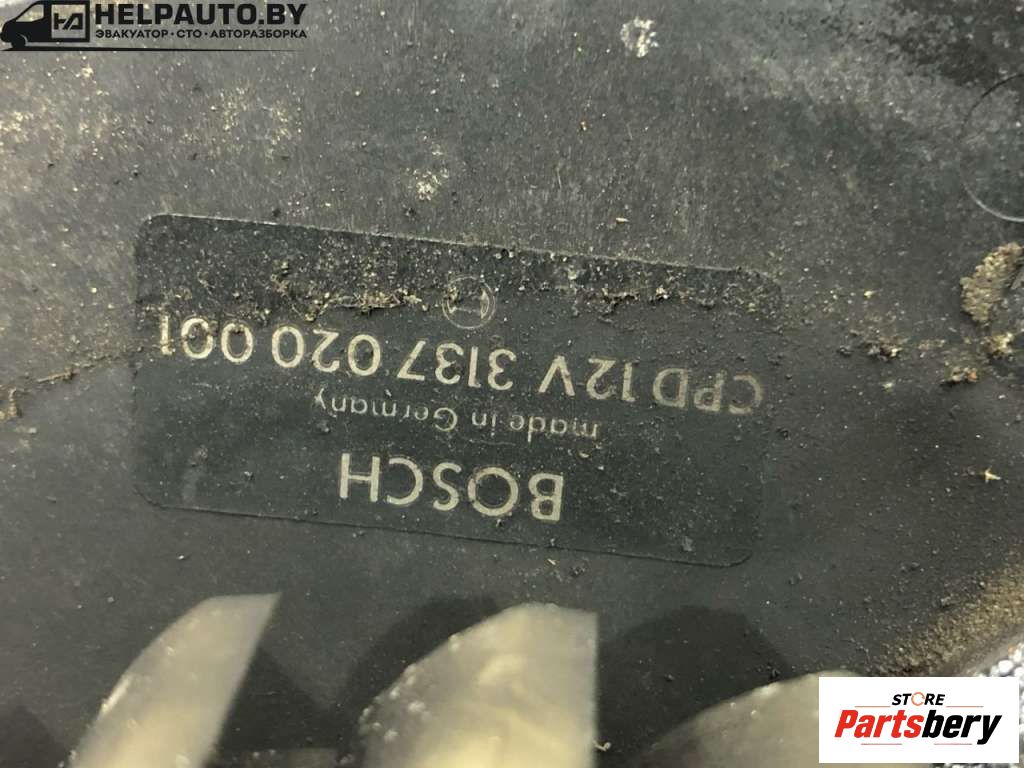 HELPAUTO.BY
ЭВАКУАТОР • СТО • АВТОРАЗБОРКА
BOSCH
made in Germany
CPD 12V 3137 020 001
STORE
Partsbery